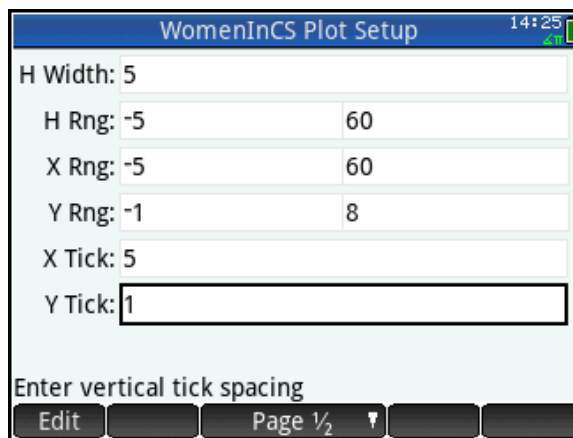 WomenInCS Plot Setup 14:25
∡π
H Width: 5
H Rng: -5 60
X Rng: -5 60
Y Rng: -1 8
X Tick: 5
Y Tick: 1
Enter vertical tick spacing
Edit Page ½